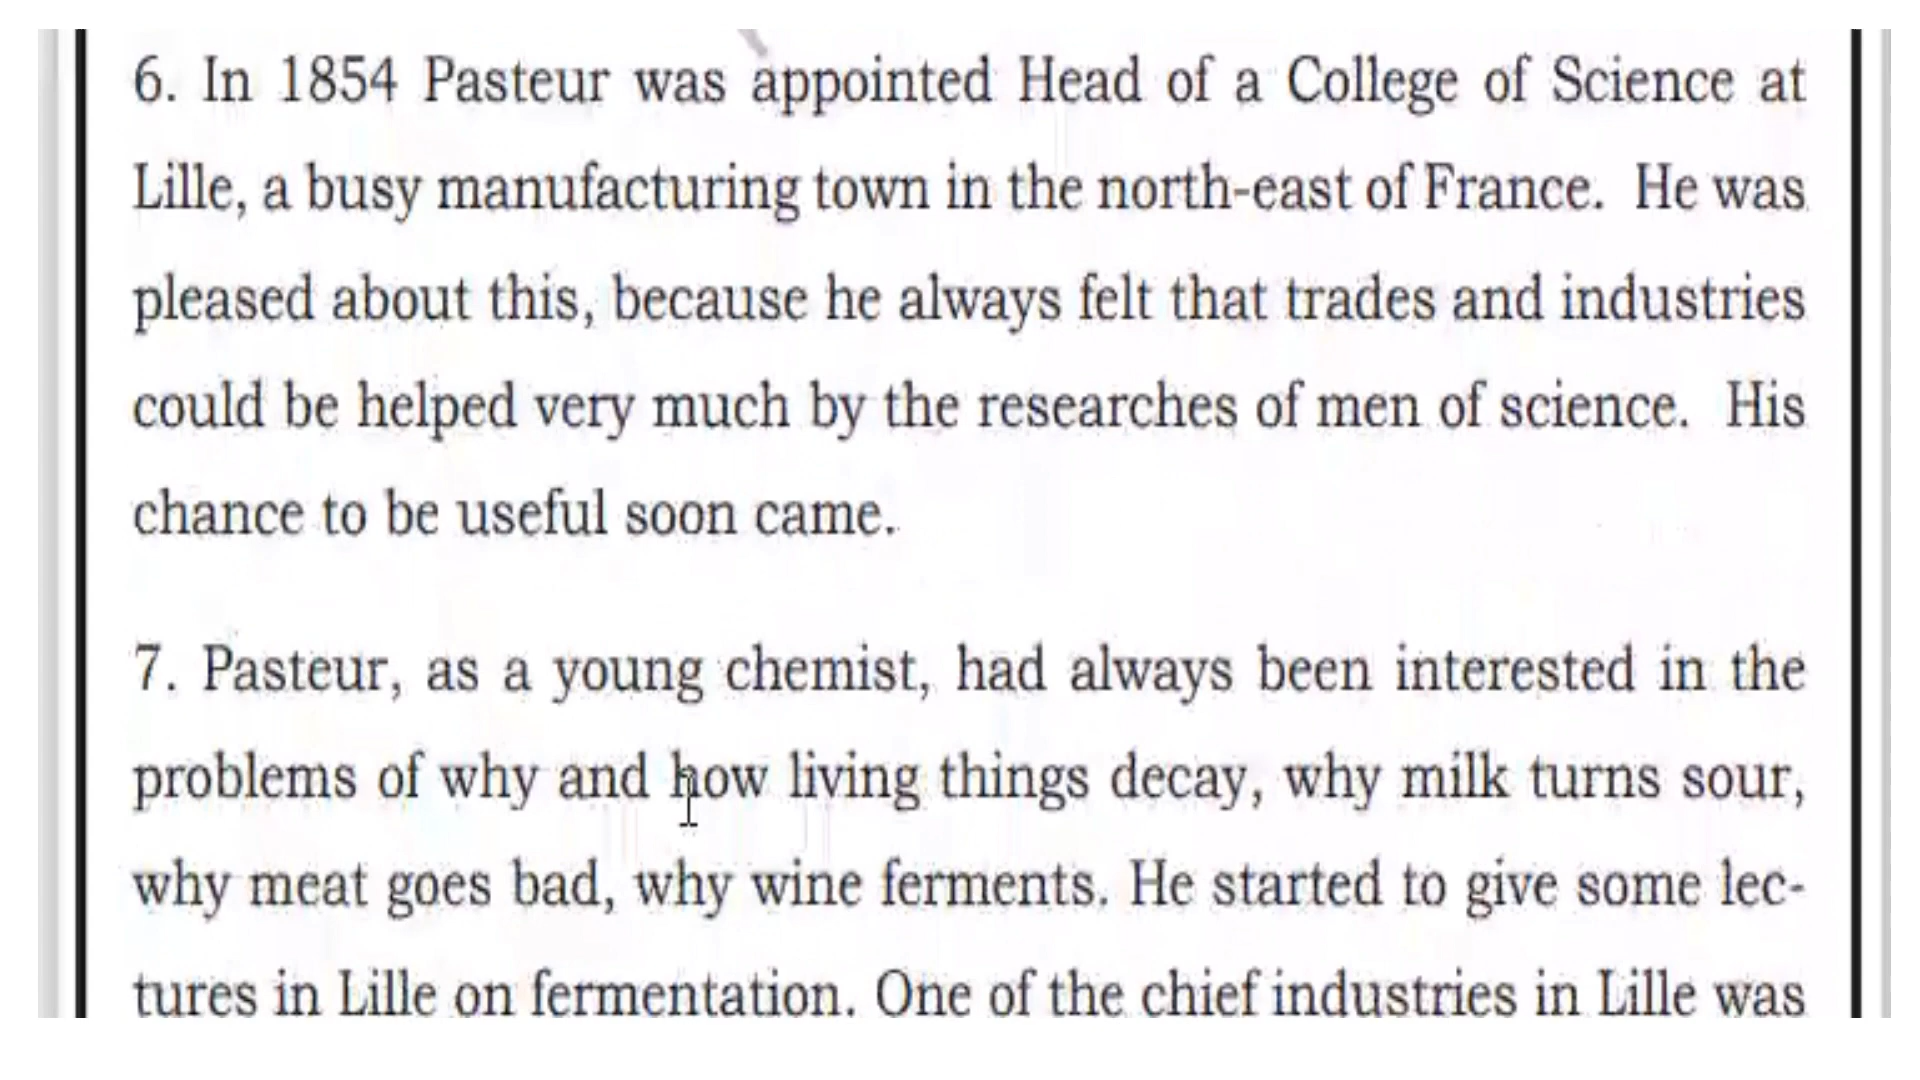 6. In 1854 Pasteur was appointed Head of a College of Science at
Lille, a busy manufacturing town in the north-east of France. He was
pleased about this, because he always felt that trades and industries
could be helped very much by the researches of men of science. His
chance to be useful soon came.
7. Pasteur, as a young chemist, had always been interested in the
problems of why and how living things decay, why milk turns sour,
why meat goes bad, why wine ferments. He started to give some lec-
tures in Lille on fermentation. One of the chief industries in Lille was